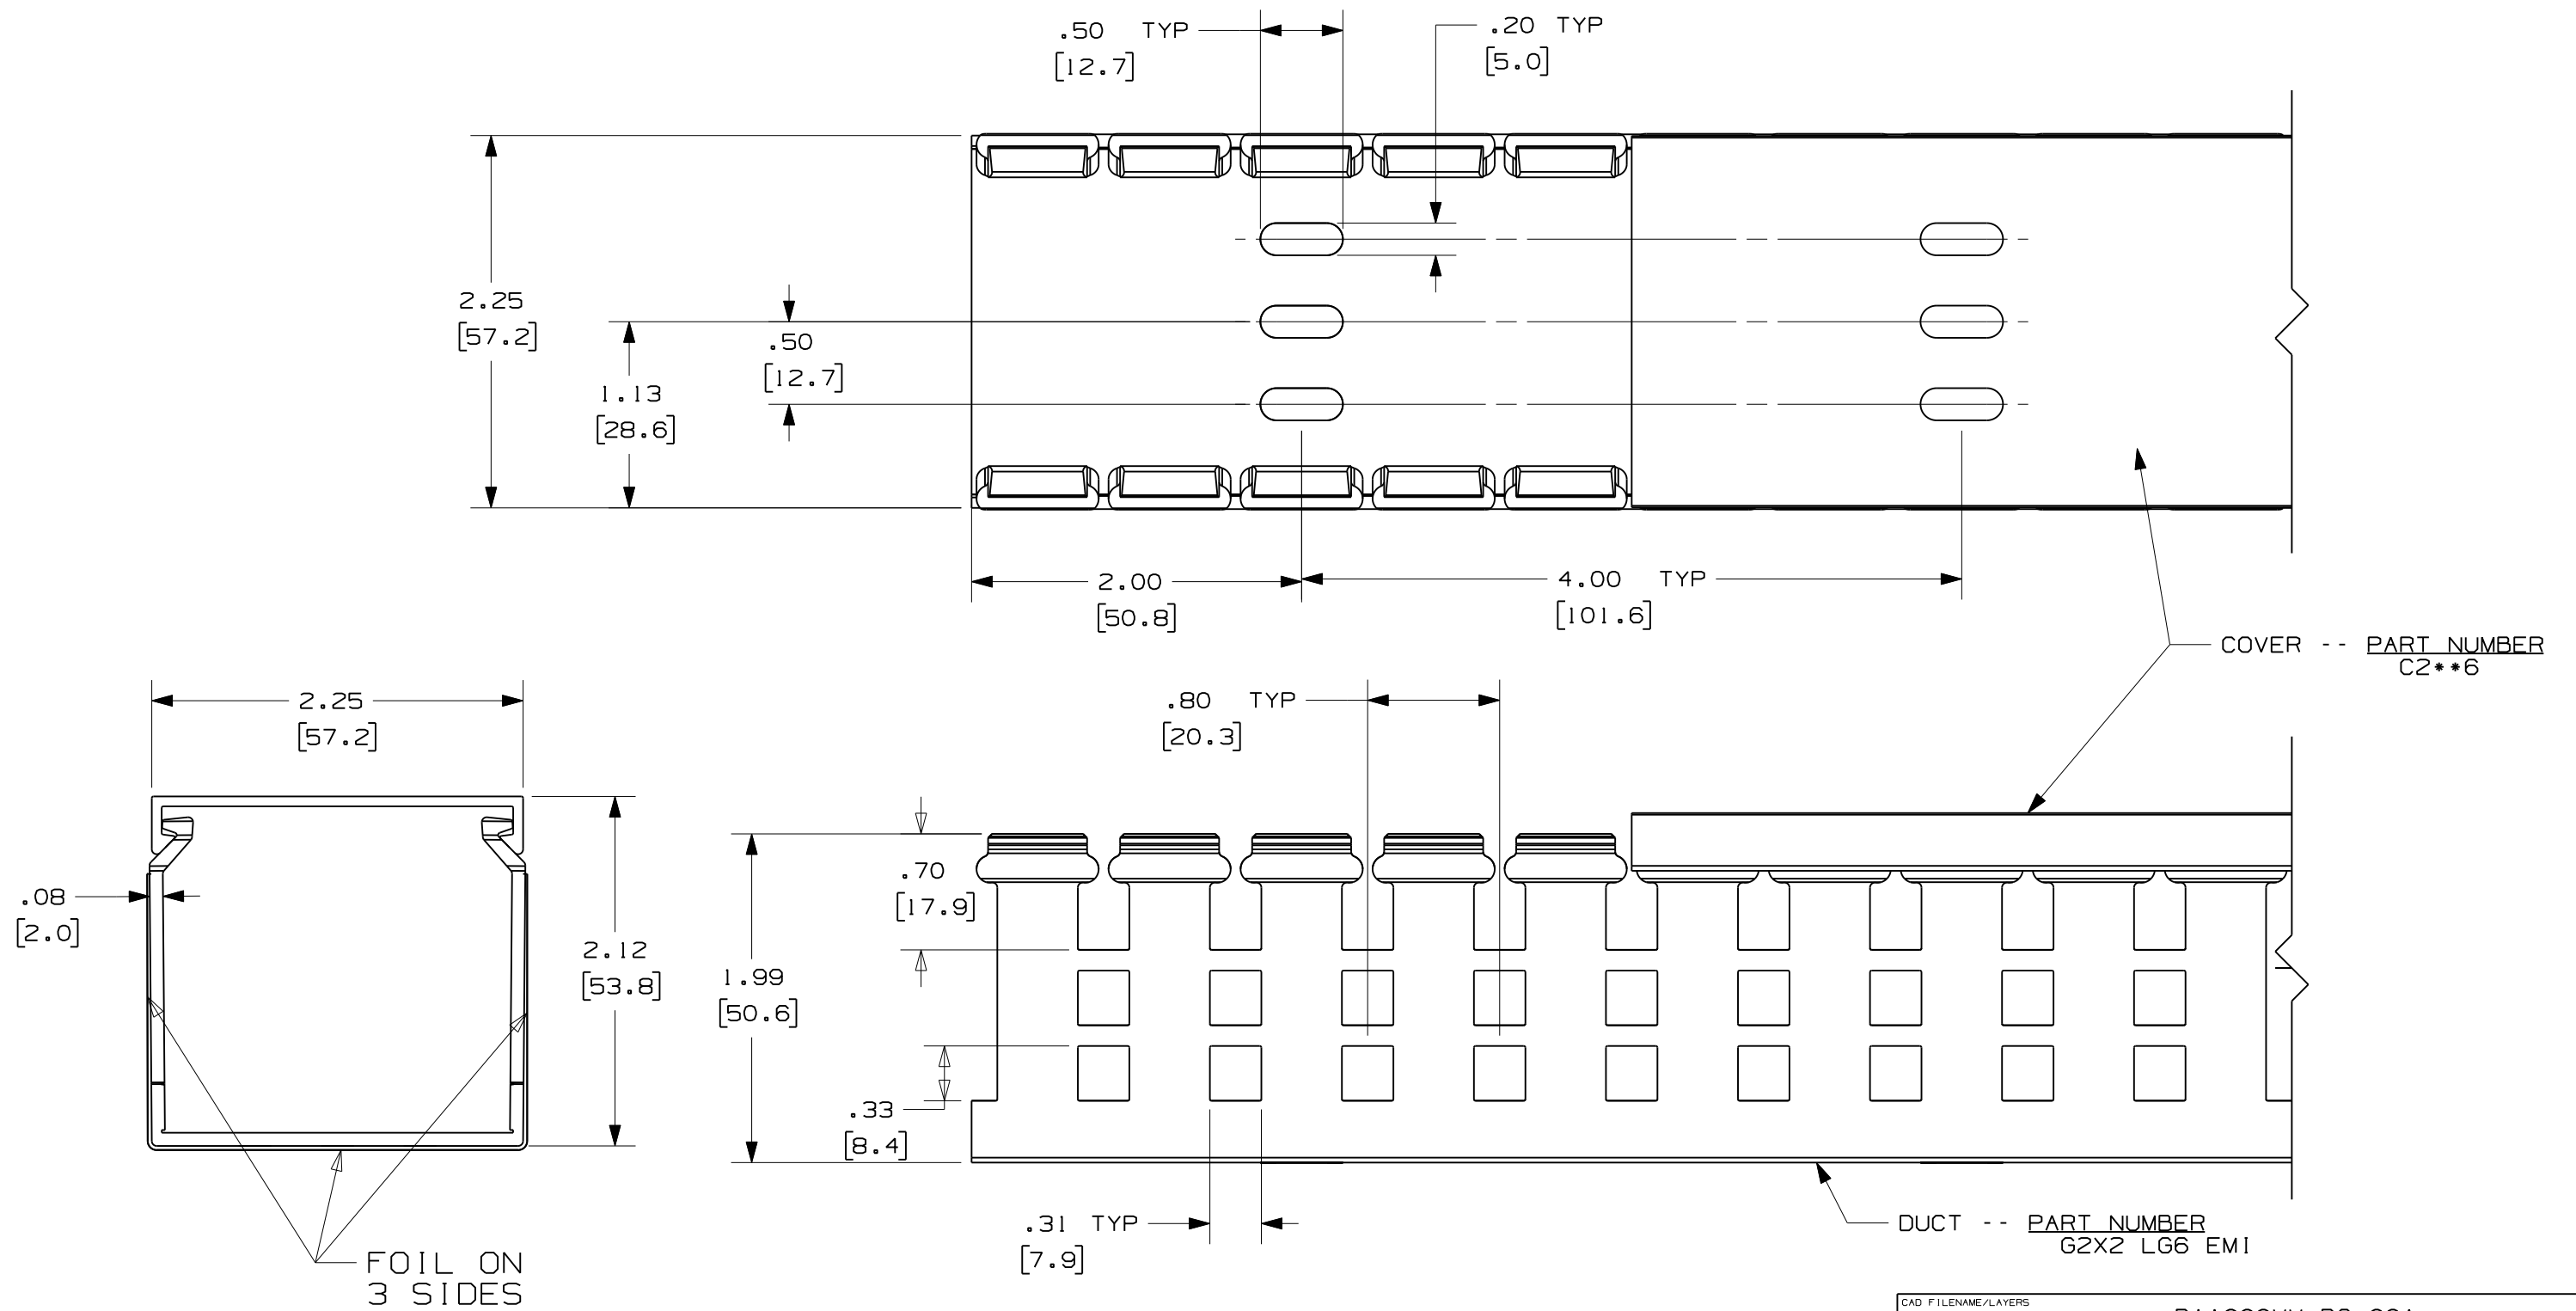 .50 TYP
[12.7]
.20 TYP
[5.0]
2.25
[57.2]
.50
[12.7]
1.13
[28.6]
2.00
[50.8]
4.00 TYP
[101.6]
COVER -- PART NUMBER
C2**6
2.25
[57.2]
.80 TYP
[20.3]
.08
[2.0]
2.12
[53.8]
.70
[17.9]
1.99
[50.6]
.33
[8.4]
.31 TYP
[7.9]
DUCT -- PART NUMBER
G2X2 LG6 EMI
FOIL ON
3 SIDES
CAD FILENAME/LAYERS